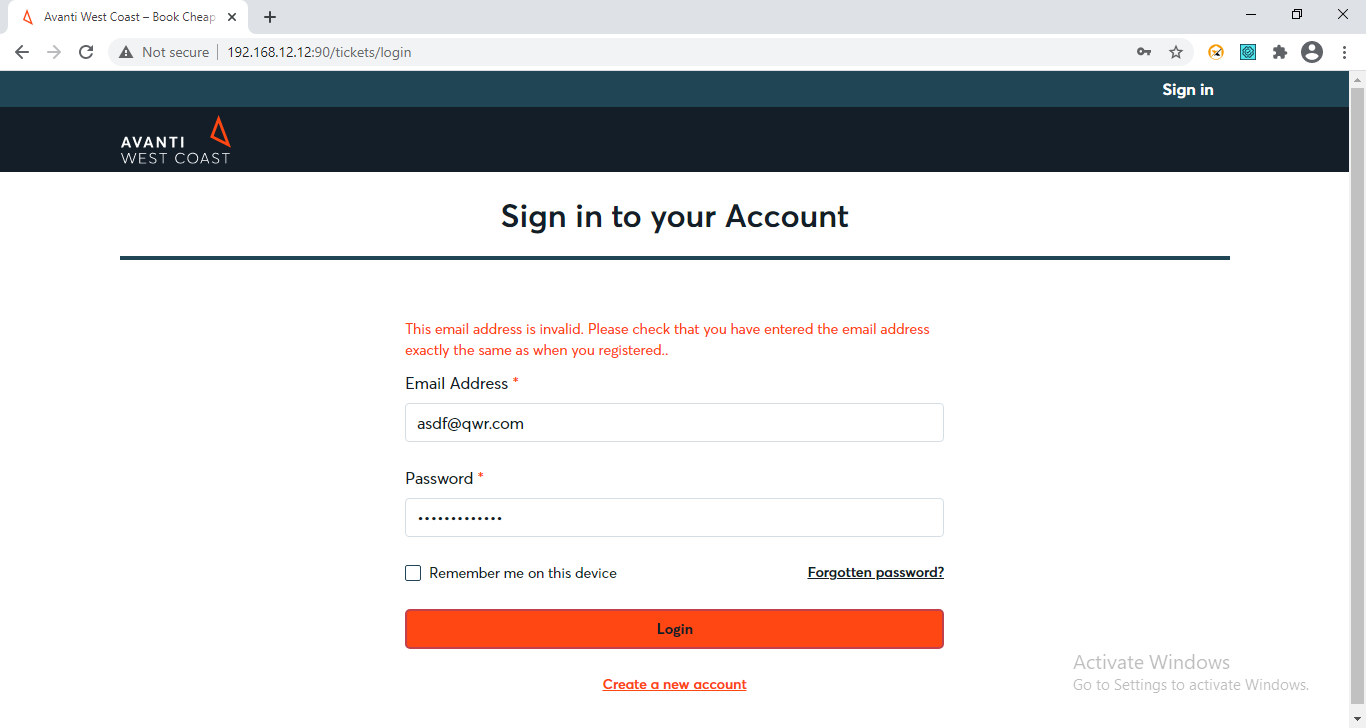 Avanti West Coast – Book Cheap
Not secure 192.168.12.12:90/tickets/login
Sign in
AVANTI
WEST COAST
Sign in to your Account
This email address is invalid. Please check that you have entered the email address
exactly the same as when you registered..
Email Address *
asdf@qwr.com
Password *
•••••••••••••
Remember me on this device Forgotten password?
Login
Create a new account
Activate Windows
Go to Settings to activate Windows.